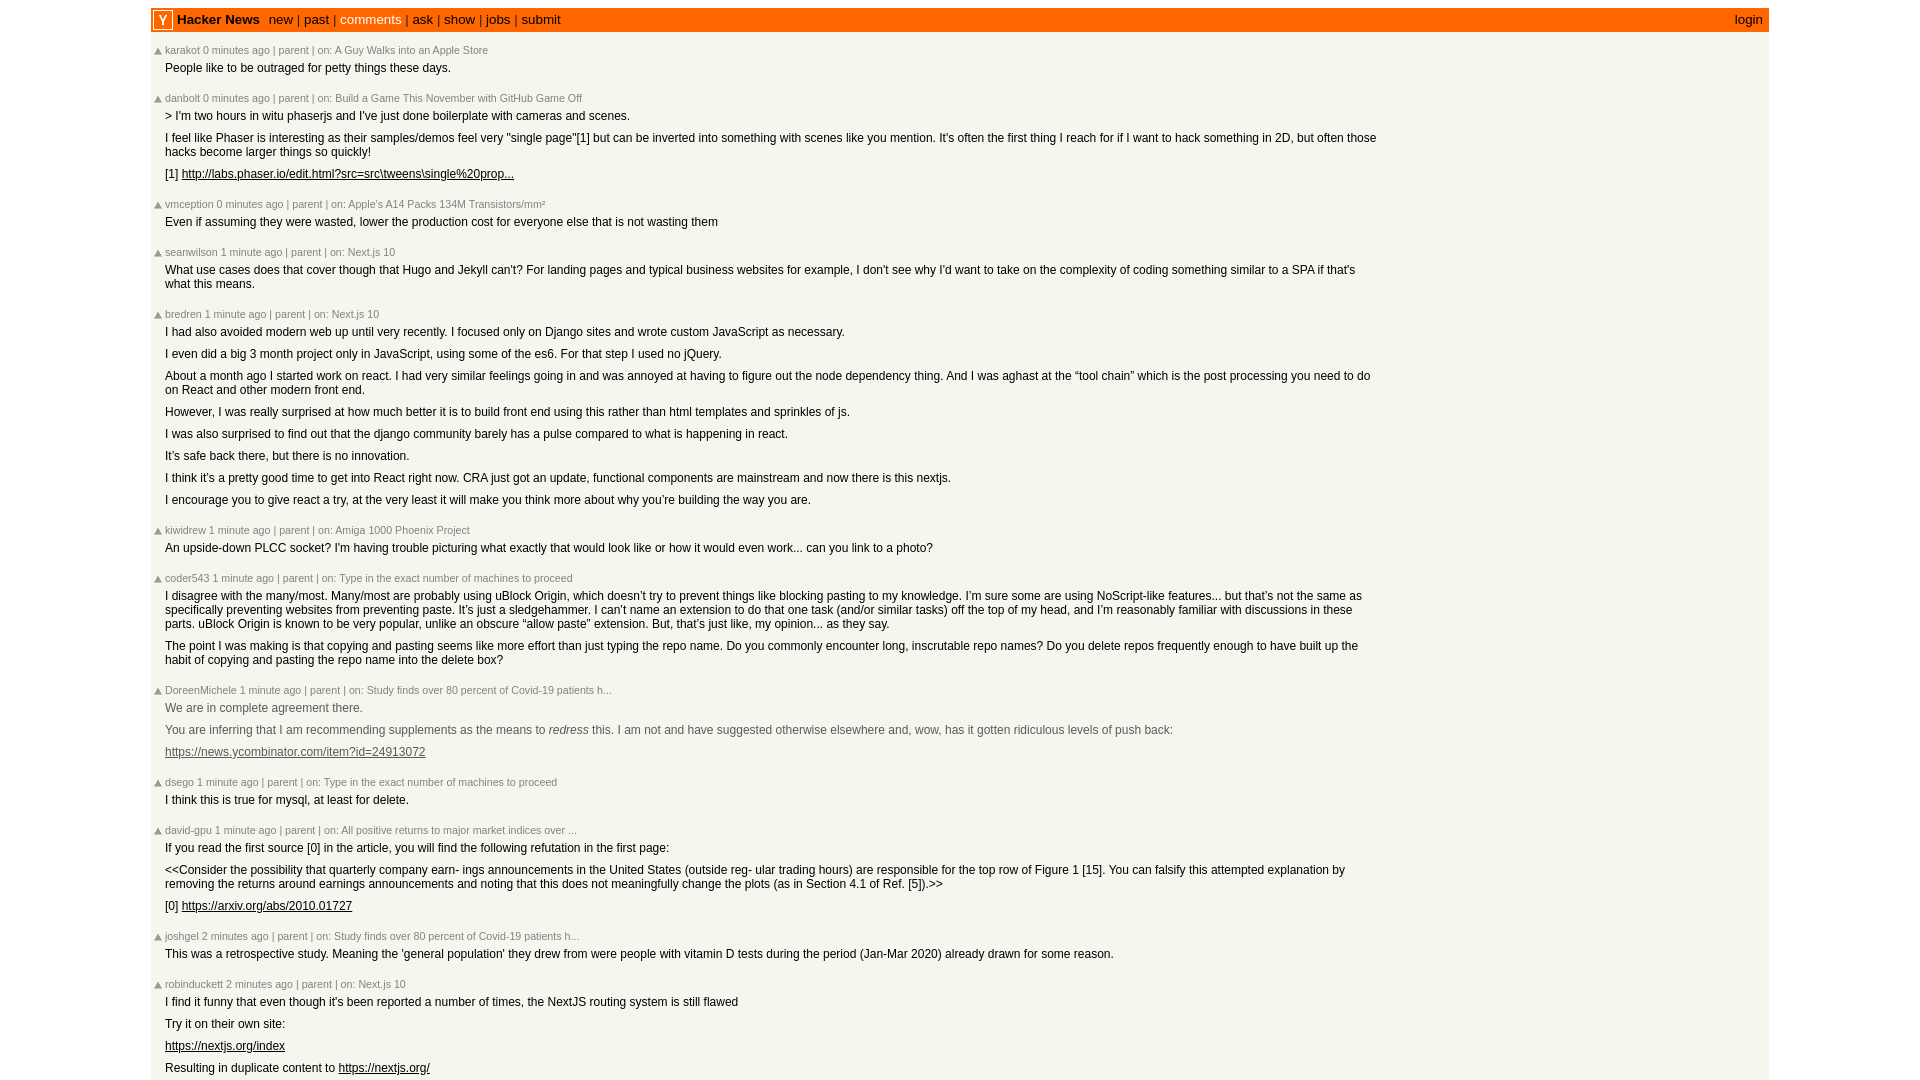 Y Hacker News new | past | comments | ask | show | jobs | submit login
karakot 0 minutes ago | parent | on: A Guy Walks into an Apple Store
People like to be outraged for petty things these days.
danbolt 0 minutes ago | parent | on: Build a Game This November with GitHub Game Off
> I'm two hours in witu phaserjs and I've just done boilerplate with cameras and scenes.
I feel like Phaser is interesting as their samples/demos feel very "single page"[1] but can be inverted into something with scenes like you mention. It's often the first thing I reach for if I want to hack something in 2D, but often those
hacks become larger things so quickly!
[1] http://labs.phaser.io/edit.html?src=src\tweens\single%20prop...
vmception 0 minutes ago | parent | on: Apple's A14 Packs 134M Transistors/mm²
Even if assuming they were wasted, lower the production cost for everyone else that is not wasting them
seanwilson 1 minute ago | parent | on: Next.js 10
What use cases does that cover though that Hugo and Jekyll can't? For landing pages and typical business websites for example, I don't see why I'd want to take on the complexity of coding something similar to a SPA if that's
what this means.
bredren 1 minute ago | parent | on: Next.js 10
I had also avoided modern web up until very recently. I focused only on Django sites and wrote custom JavaScript as necessary.
I even did a big 3 month project only in JavaScript, using some of the es6. For that step I used no jQuery.
About a month ago I started work on react. I had very similar feelings going in and was annoyed at having to figure out the node dependency thing. And I was aghast at the “tool chain” which is the post processing you need to do
on React and other modern front end.
However, I was really surprised at how much better it is to build front end using this rather than html templates and sprinkles of js.
I was also surprised to find out that the django community barely has a pulse compared to what is happening in react.
It’s safe back there, but there is no innovation.
I think it’s a pretty good time to get into React right now. CRA just got an update, functional components are mainstream and now there is this nextjs.
I encourage you to give react a try, at the very least it will make you think more about why you’re building the way you are.
kiwidrew 1 minute ago | parent | on: Amiga 1000 Phoenix Project
An upside-down PLCC socket? I'm having trouble picturing what exactly that would look like or how it would even work... can you link to a photo?
coder543 1 minute ago | parent | on: Type in the exact number of machines to proceed
I disagree with the many/most. Many/most are probably using uBlock Origin, which doesn’t try to prevent things like blocking pasting to my knowledge. I’m sure some are using NoScript-like features... but that’s not the same as
specifically preventing websites from preventing paste. It’s just a sledgehammer. I can’t name an extension to do that one task (and/or similar tasks) off the top of my head, and I’m reasonably familiar with discussions in these
parts. uBlock Origin is known to be very popular, unlike an obscure “allow paste” extension. But, that’s just like, my opinion... as they say.
The point I was making is that copying and pasting seems like more effort than just typing the repo name. Do you commonly encounter long, inscrutable repo names? Do you delete repos frequently enough to have built up the
habit of copying and pasting the repo name into the delete box?
DoreenMichele 1 minute ago | parent | on: Study finds over 80 percent of Covid-19 patients h...
We are in complete agreement there.
You are inferring that I am recommending supplements as the means to redress this. I am not and have suggested otherwise elsewhere and, wow, has it gotten ridiculous levels of push back:
https://news.ycombinator.com/item?id=24913072
dsego 1 minute ago | parent | on: Type in the exact number of machines to proceed
I think this is true for mysql, at least for delete.
david-gpu 1 minute ago | parent | on: All positive returns to major market indices over ...
If you read the first source [0] in the article, you will find the following refutation in the first page:
<<Consider the possibility that quarterly company earn- ings announcements in the United States (outside reg- ular trading hours) are responsible for the top row of Figure 1 [15]. You can falsify this attempted explanation by
removing the returns around earnings announcements and noting that this does not meaningfully change the plots (as in Section 4.1 of Ref. [5]).>>
[0] https://arxiv.org/abs/2010.01727
joshgel 2 minutes ago | parent | on: Study finds over 80 percent of Covid-19 patients h...
This was a retrospective study. Meaning the 'general population' they drew from were people with vitamin D tests during the period (Jan-Mar 2020) already drawn for some reason.
robinduckett 2 minutes ago | parent | on: Next.js 10
I find it funny that even though it's been reported a number of times, the NextJS routing system is still flawed
Try it on their own site:
https://nextjs.org/index
Resulting in duplicate content to https://nextjs.org/